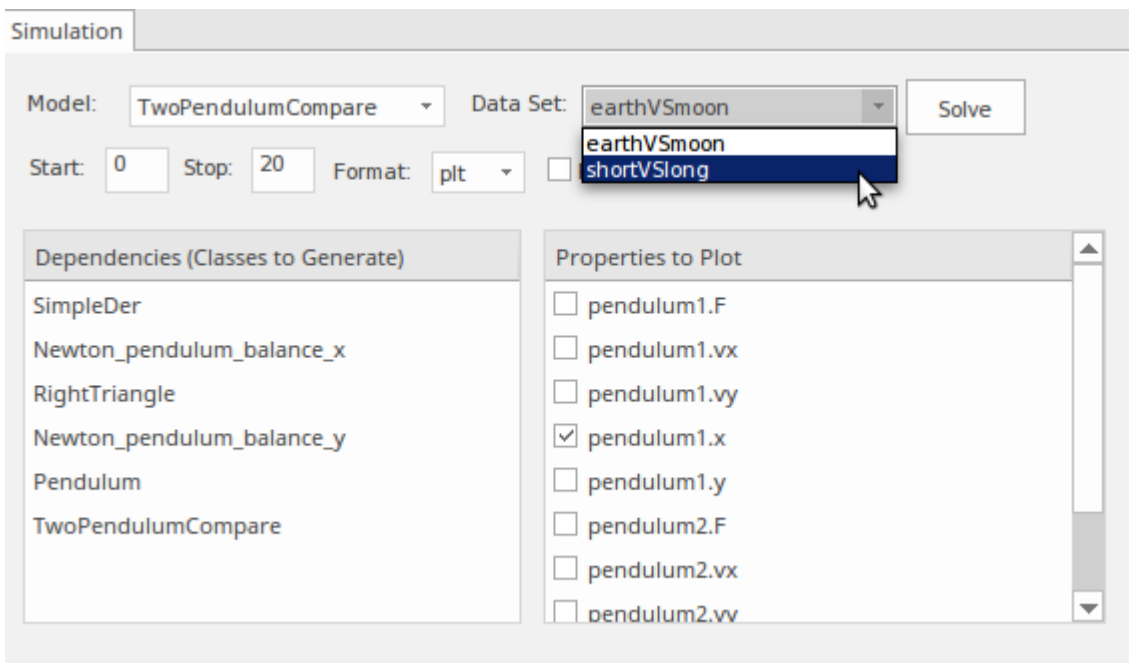 Simulation
Model: TwoPendulumCompare Data Set: earthVSmoon Solve
earthVSmoon
Start: 0 Stop: 20 Format: plt shortVSlong
Dependencies (Classes to Generate)
SimpleDer
Newton_pendulum_balance_x
RightTriangle
Newton_pendulum_balance_y
Pendulum
TwoPendulumCompare
Properties to Plot
pendulum1.F
pendulum1.vx
pendulum1.vy
pendulum1.x
pendulum1.y
pendulum2.F
pendulum2.vx
pendulum2.vy